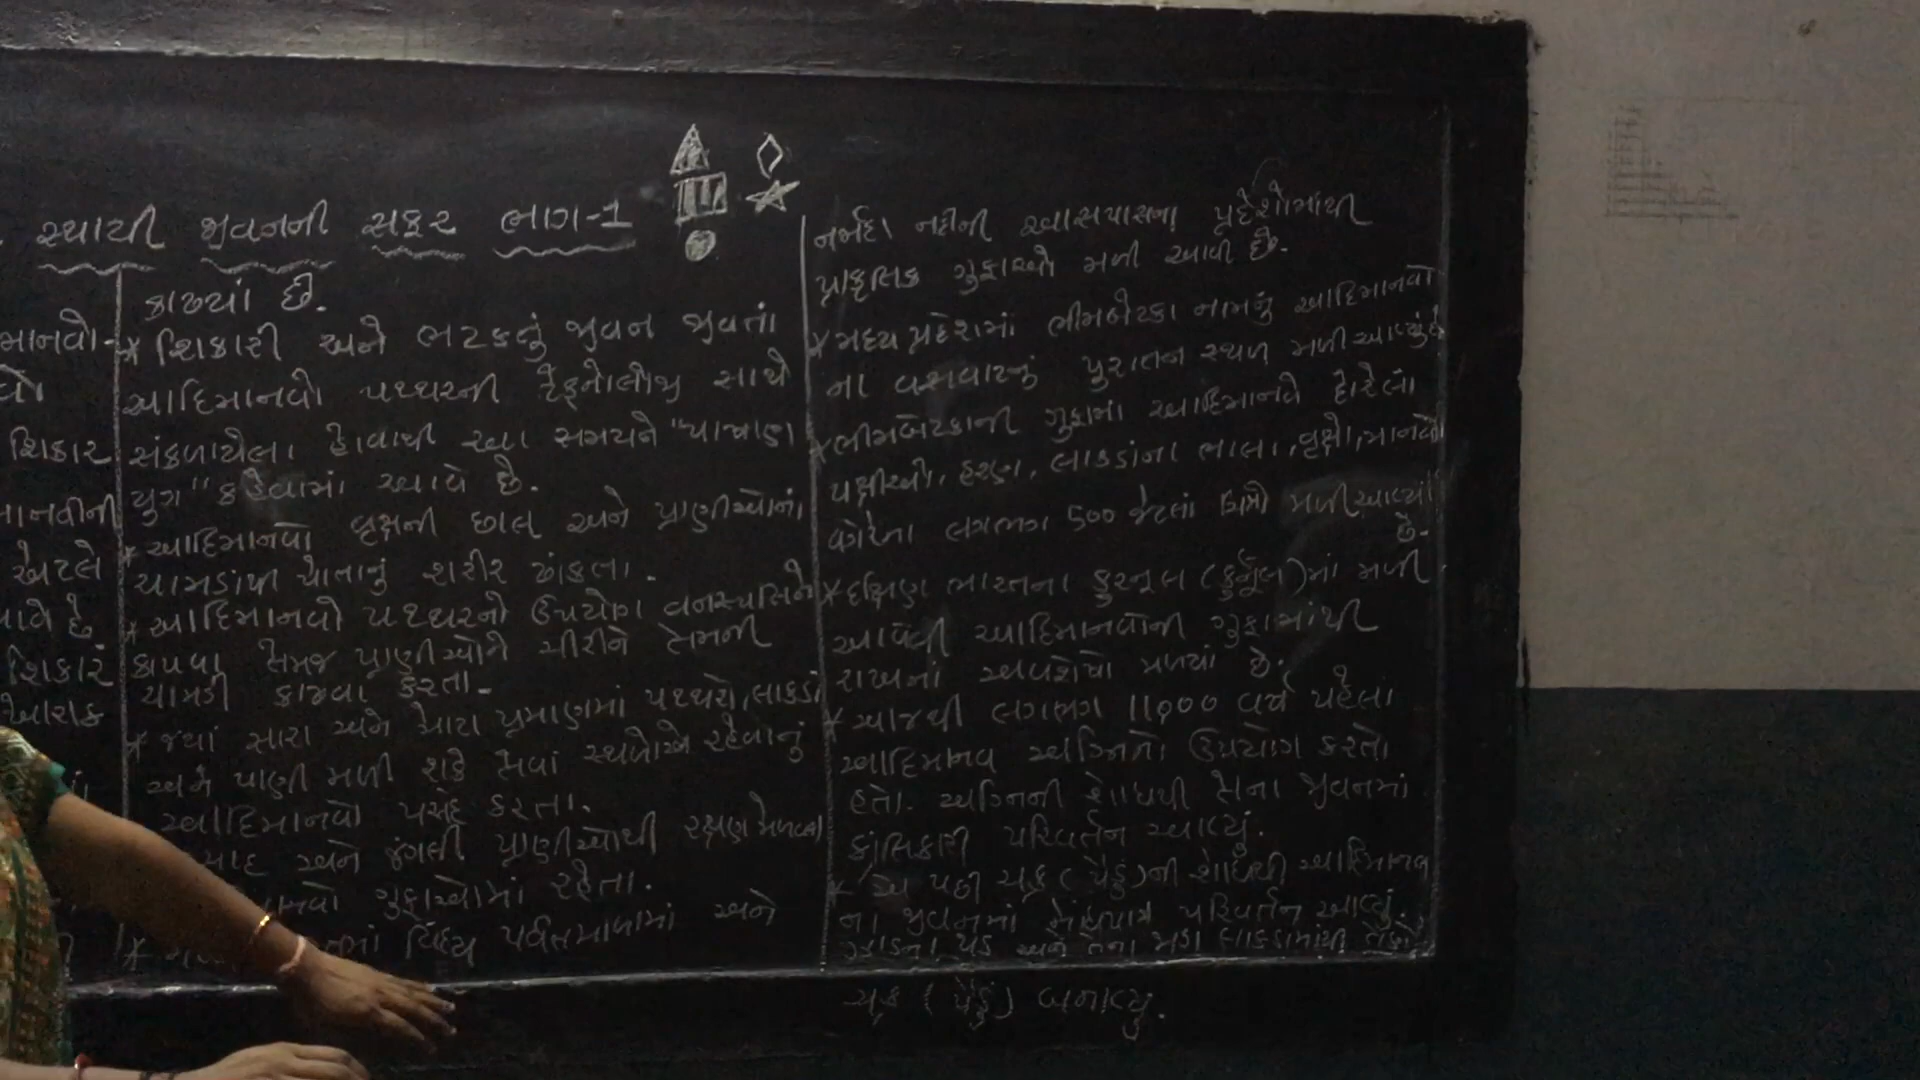 સ્થાયી જીવનની સફર ભાગ-1
માનવો-
શિકાર
માનવીની
એટલે
આવે છે
શિકાર
ખોરાક
કાઢ્યાં છે.
* શિકારી અને ભટકતું જીવન જીવતાં
આદિમાનવો પથ્થરની ટેકનોલોજી સાથે
સંકળાયેલા હોવાથી આ સમયને "પાષાણ
યુગ" કહેવામાં આવે છે.
* આદિમાનવો વૃક્ષની છાલ અને પ્રાણીઓનાં
ચામડાંથી પોતાનું શરીર ઢાંકતા.
* આદિમાનવો પથ્થરનો ઉપયોગ વનસ્પતિને
કાપવા તેમજ પ્રાણીઓને ચીરીને તેમની
ચામડી કાઢવા કરતા.
* જ્યાં સારા અને મોટા પ્રમાણમાં પથ્થરો, લાકડાં
અને પાણી મળી શકે તેવાં સ્થળોએ રહેવાનું
આદિમાનવો પસંદ કરતા.
અને જંગલી પ્રાણીઓથી રક્ષણ મેળવવા
ગુફાઓમાં રહેતા.
* વિંધ્ય પર્વતમાળામાં અને
નર્મદા નદીની આસપાસના પ્રદેશોમાંથી
પ્રાકૃતિક ગુફાઓ મળી આવી છે.
* મધ્ય પ્રદેશમાં ભીમબેટકા નામનું આદિમાનવો
ના વસવાટનું પુરાતન સ્થળ મળી આવ્યું છે
* ભીમબેટકાની ગુફામાં આદિમાનવે દોરેલાં
પક્ષીઓ, હરણ, લાકડાંના ભાલા, વૃક્ષો, માનવો
વગેરેના લગભગ 500 જેટલાં ચિત્રો મળી આવ્યાં
છે.
* દક્ષિણ ભારતના કુરનૂલ (કુર્નૂલ) માં મળી
આવેલી આદિમાનવોની ગુફામાંથી
રાખનાં અવશેષો મળ્યાં છે.
* આજથી લગભગ 11000 વર્ષ પહેલાં
આદિમાનવ અગ્નિનો ઉપયોગ કરતો
હતો. અગ્નિની શોધથી તેના જીવનમાં
ક્રાંતિકારી પરિવર્તન આવ્યું.
* એ પછી ચક્ર (પૈડું) ની શોધથી આદિમાનવ
ના જીવનમાં નોંધપાત્ર પરિવર્તન આવ્યું.
ઝાડના થડ અને તેના લાકડામાંથી તેણે
ચક્ર (પૈડું) બનાવ્યું.